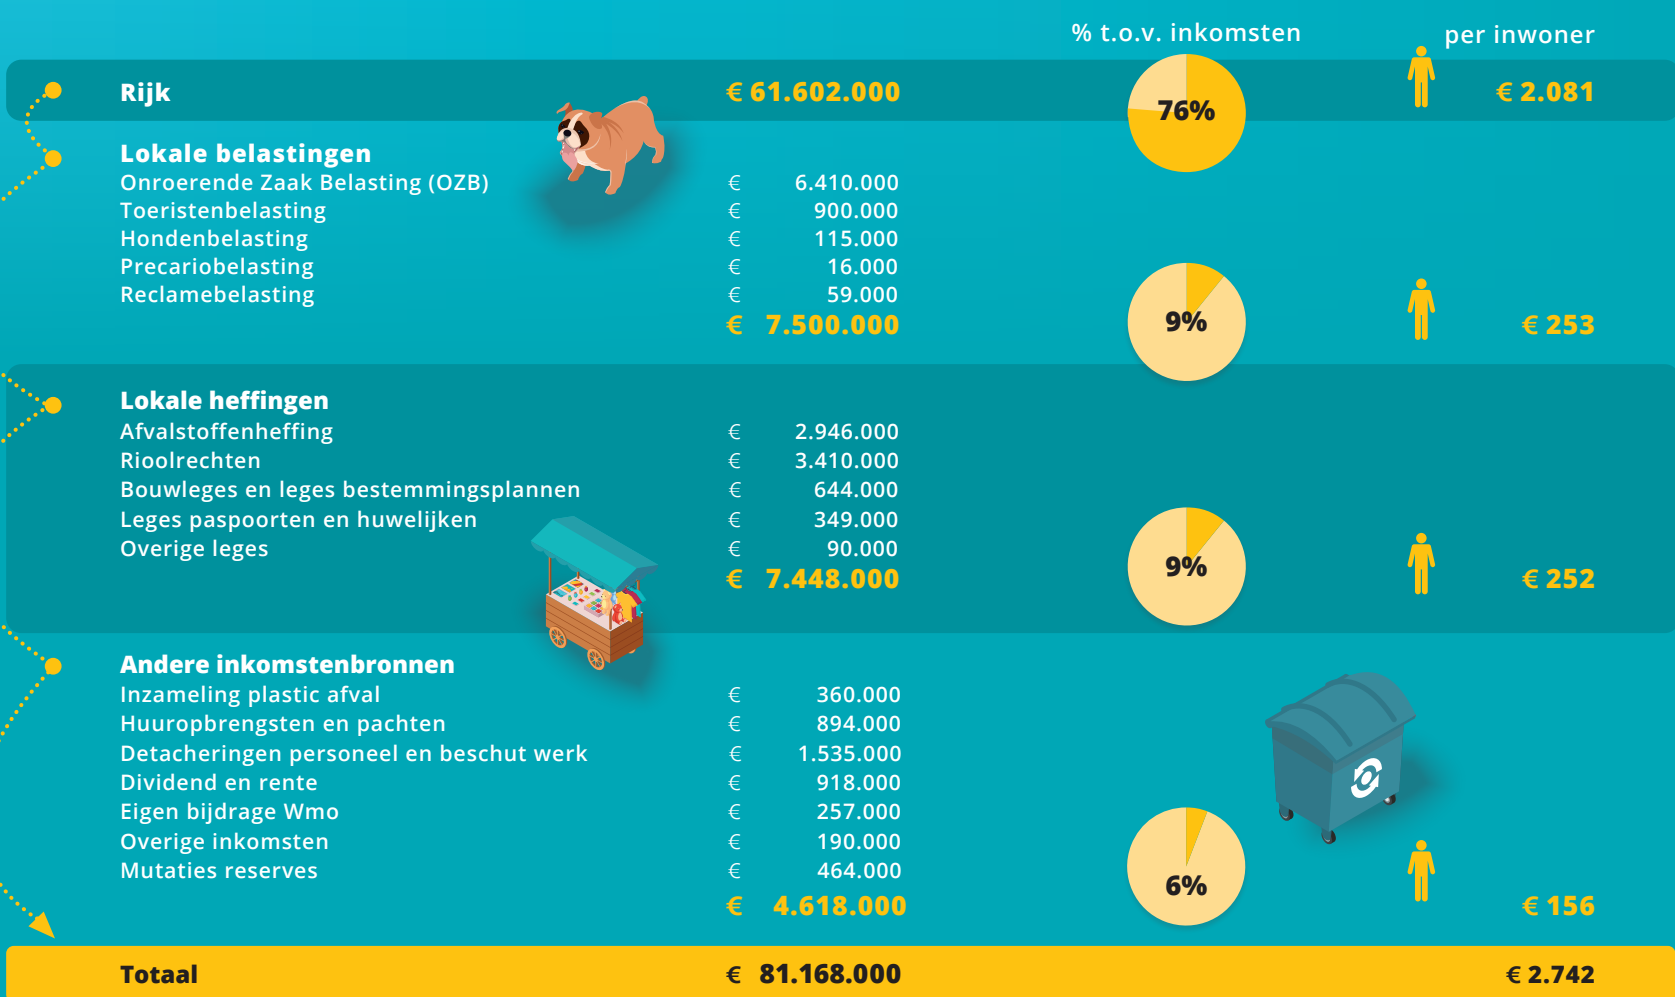 % t.o.v. inkomsten per inwoner
Rijk € 61.602.000 76% € 2.081
Lokale belastingen
Onroerende Zaak Belasting (OZB) € 6.410.000
Toeristenbelasting € 900.000
Hondenbelasting € 115.000
Precariobelasting € 16.000
Reclamebelasting € 59.000
€ 7.500.000 9% € 253
Lokale heffingen
Afvalstoffenheffing € 2.946.000
Rioolrechten € 3.410.000
Bouwleges en leges bestemmingsplannen € 644.000
Leges paspoorten en huwelijken € 349.000
Overige leges € 90.000
€ 7.448.000 9% € 252
Andere inkomstenbronnen
Inzameling plastic afval € 360.000
Huuropbrengsten en pachten € 894.000
Detacheringen personeel en beschut werk € 1.535.000
Dividend en rente € 918.000
Eigen bijdrage Wmo € 257.000
Overige inkomsten € 190.000
Mutaties reserves € 464.000
€ 4.618.000 6% € 156
Totaal € 81.168.000 € 2.742